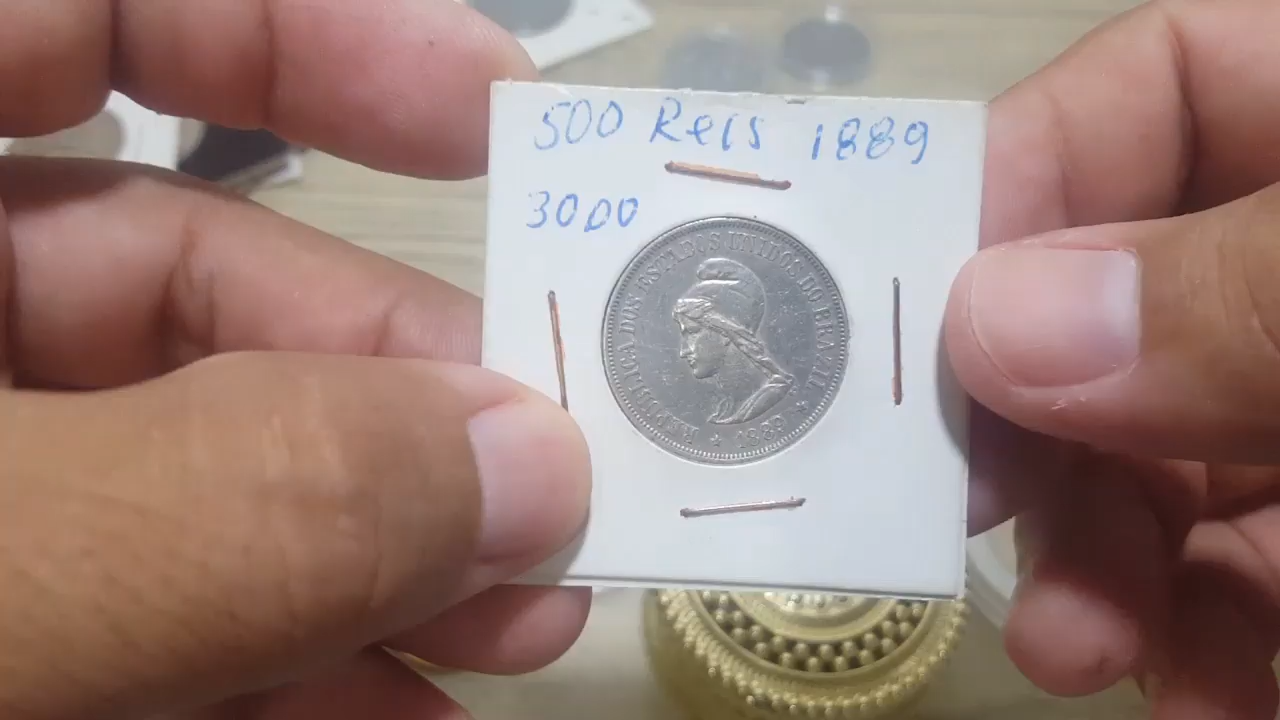 500 Reis 1889
3000
REPUBLICA DOS ESTADOS UNIDOS DO BRAZIL
★ 1889 ★